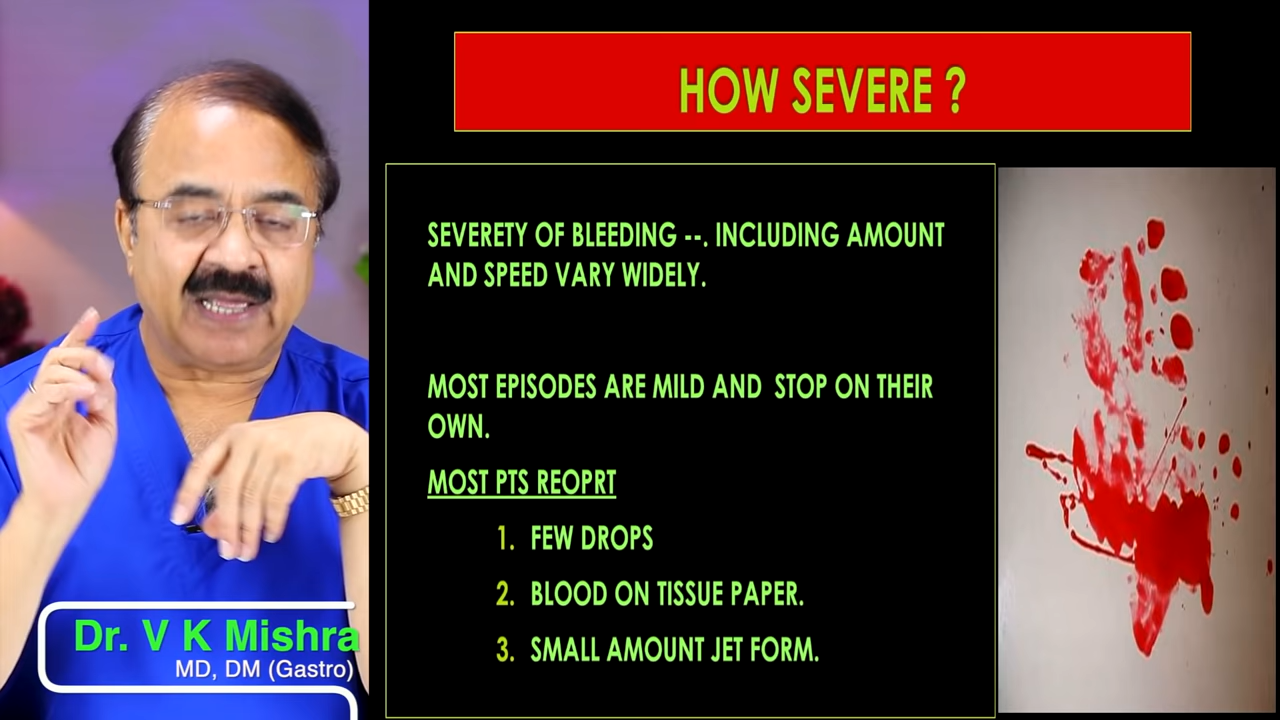 HOW SEVERE ?
SEVERETY OF BLEEDING --. INCLUDING AMOUNT
AND SPEED VARY WIDELY.
MOST EPISODES ARE MILD AND STOP ON THEIR
OWN.
MOST PTS REOPRT
1. FEW DROPS
2. BLOOD ON TISSUE PAPER.
3. SMALL AMOUNT JET FORM.
Dr. V K Mishra
MD, DM (Gastro)